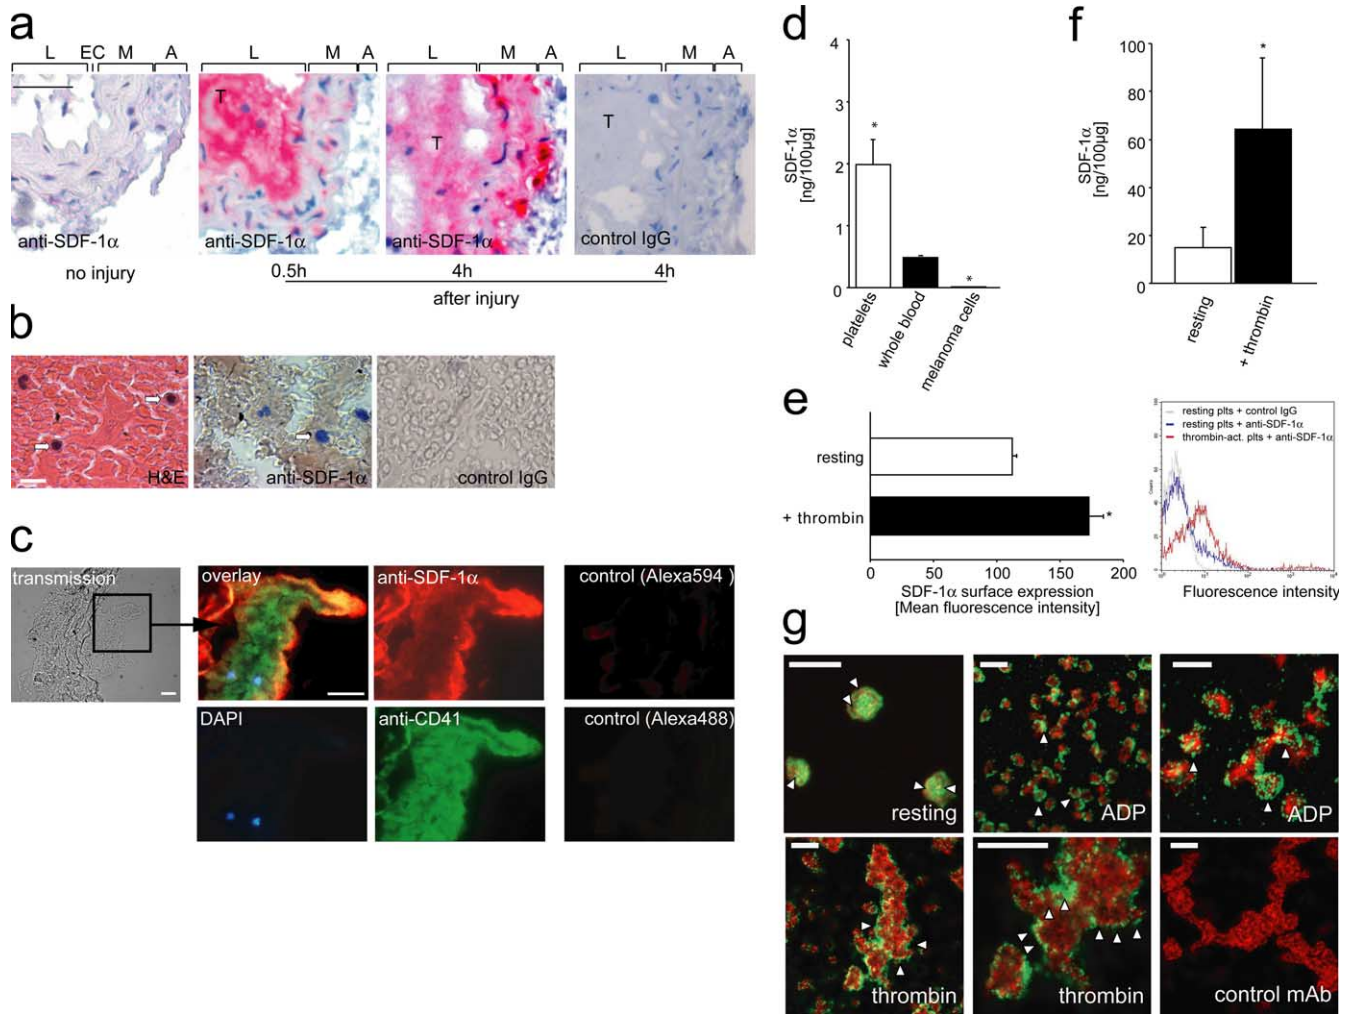 a
L EC M A
L M A
L M A
L M A
T
T
T
anti-SDF-1α
anti-SDF-1α
anti-SDF-1α
control IgG
no injury
0.5h
4h
4h
after injury
b
H&E
anti-SDF-1α
control IgG
c
transmission
overlay
anti-SDF-1α
control (Alexa594 )
DAPI
anti-CD41
control (Alexa488)
d
SDF-1α
[ng/100µg]
4
3
2
1
0
*
*
platelets
whole blood
melanoma cells
e
resting
+ thrombin
*
0 50 100 150 200
SDF-1α surface expression
[Mean fluorescence intensity]
resting plts + control IgG
resting plts + anti-SDF-1α
thrombin-act. plts + anti-SDF-1α
Counts
Fluorescence intensity
f
SDF-1α
[ng/100µg]
100
80
60
40
20
0
*
resting
+ thrombin
g
resting
ADP
ADP
thrombin
thrombin
control mAb